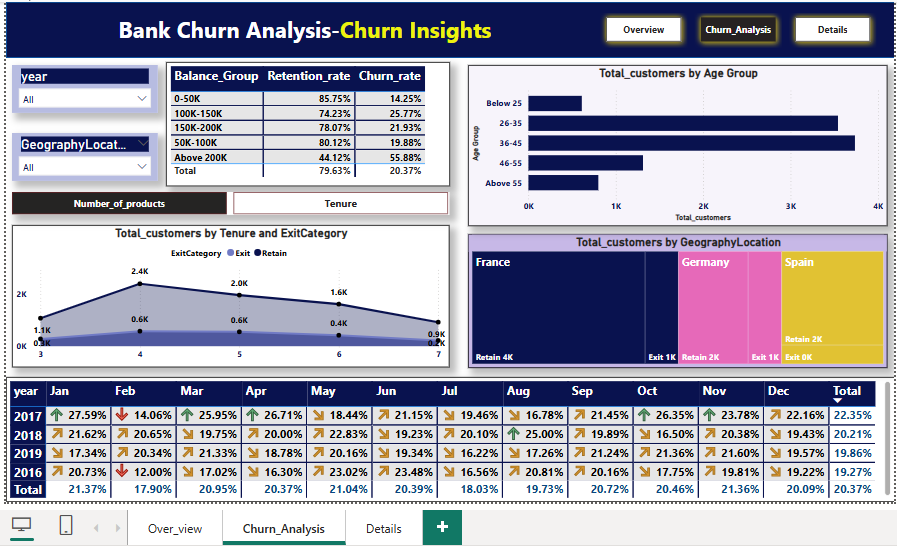 Bank Churn Analysis-Churn Insights
Overview
Churn_Analysis
Details
year
All
GeographyLocat...
All
Balance_Group Retention_rate Churn_rate
0-50K 85.75% 14.25%
100K-150K 74.23% 25.77%
150K-200K 78.07% 21.93%
50K-100K 80.12% 19.88%
Above 200K 44.12% 55.88%
Total 79.63% 20.37%
Total_customers by Age Group
Age Group
Below 25
26-35
36-45
46-55
Above 55
0K 1K 2K 3K 4K
Total_customers
Number_of_products
Tenure
Total_customers by Tenure and ExitCategory
ExitCategory Exit Retain
2K
0K
1.1K 2.4K 2.0K 1.6K 0.9K
0.6K 0.6K 0.4K
3 4 5 6 7
Total_customers by GeographyLocation
France Germany Spain
Retain 2K
Retain 4K Exit 1K Retain 2K Exit 1K Exit 0K
year Jan Feb Mar Apr May Jun Jul Aug Sep Oct Nov Dec Total
2017 27.59% 14.06% 25.95% 26.71% 18.44% 21.15% 19.46% 16.78% 21.45% 26.35% 23.78% 22.16% 22.35%
2018 21.62% 20.65% 19.75% 20.00% 22.83% 19.23% 20.10% 25.00% 19.89% 16.50% 20.38% 19.43% 20.21%
2019 17.34% 20.34% 21.33% 18.78% 20.16% 19.34% 16.22% 17.26% 21.24% 21.36% 21.60% 19.57% 19.86%
2016 20.73% 12.00% 17.02% 16.30% 23.02% 23.48% 16.56% 20.81% 20.16% 17.75% 19.81% 19.22% 19.27%
Total 21.37% 17.90% 20.95% 20.37% 21.04% 20.39% 18.03% 19.73% 20.72% 20.46% 21.36% 20.09% 20.37%
Over_view
Churn_Analysis
Details
+